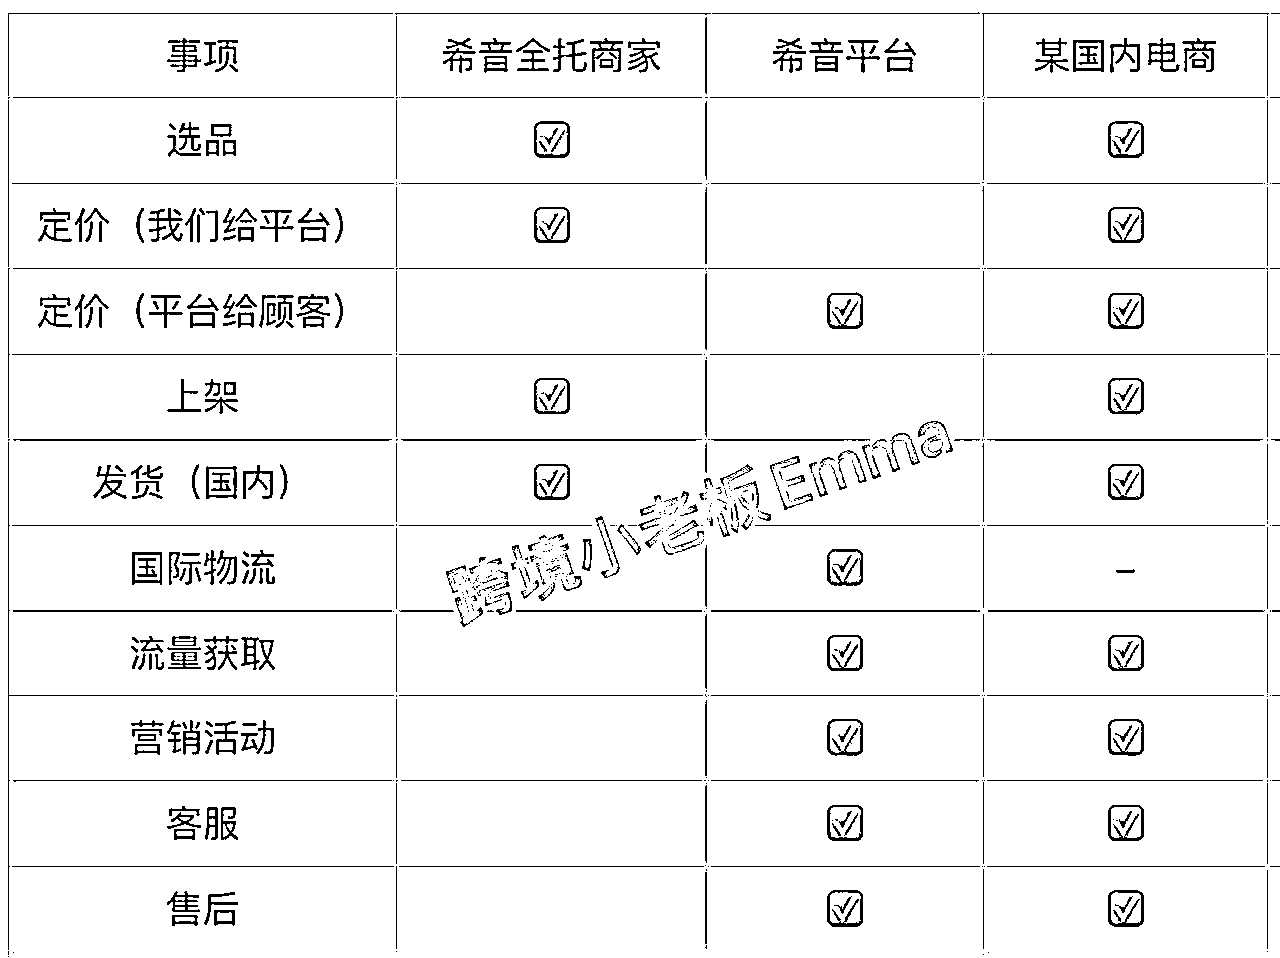 事项 希音全托商家 希音平台 某国内电商
选品 ☑ ☑
定价（我们给平台） ☑ ☑
定价（平台给顾客） ☑ ☑
上架 ☑ ☑
发货（国内） ☑ ☑
国际物流 ☑ –
流量获取 ☑ ☑
营销活动 ☑ ☑
客服 ☑ ☑
售后 ☑ ☑
跨境小老板 Emma